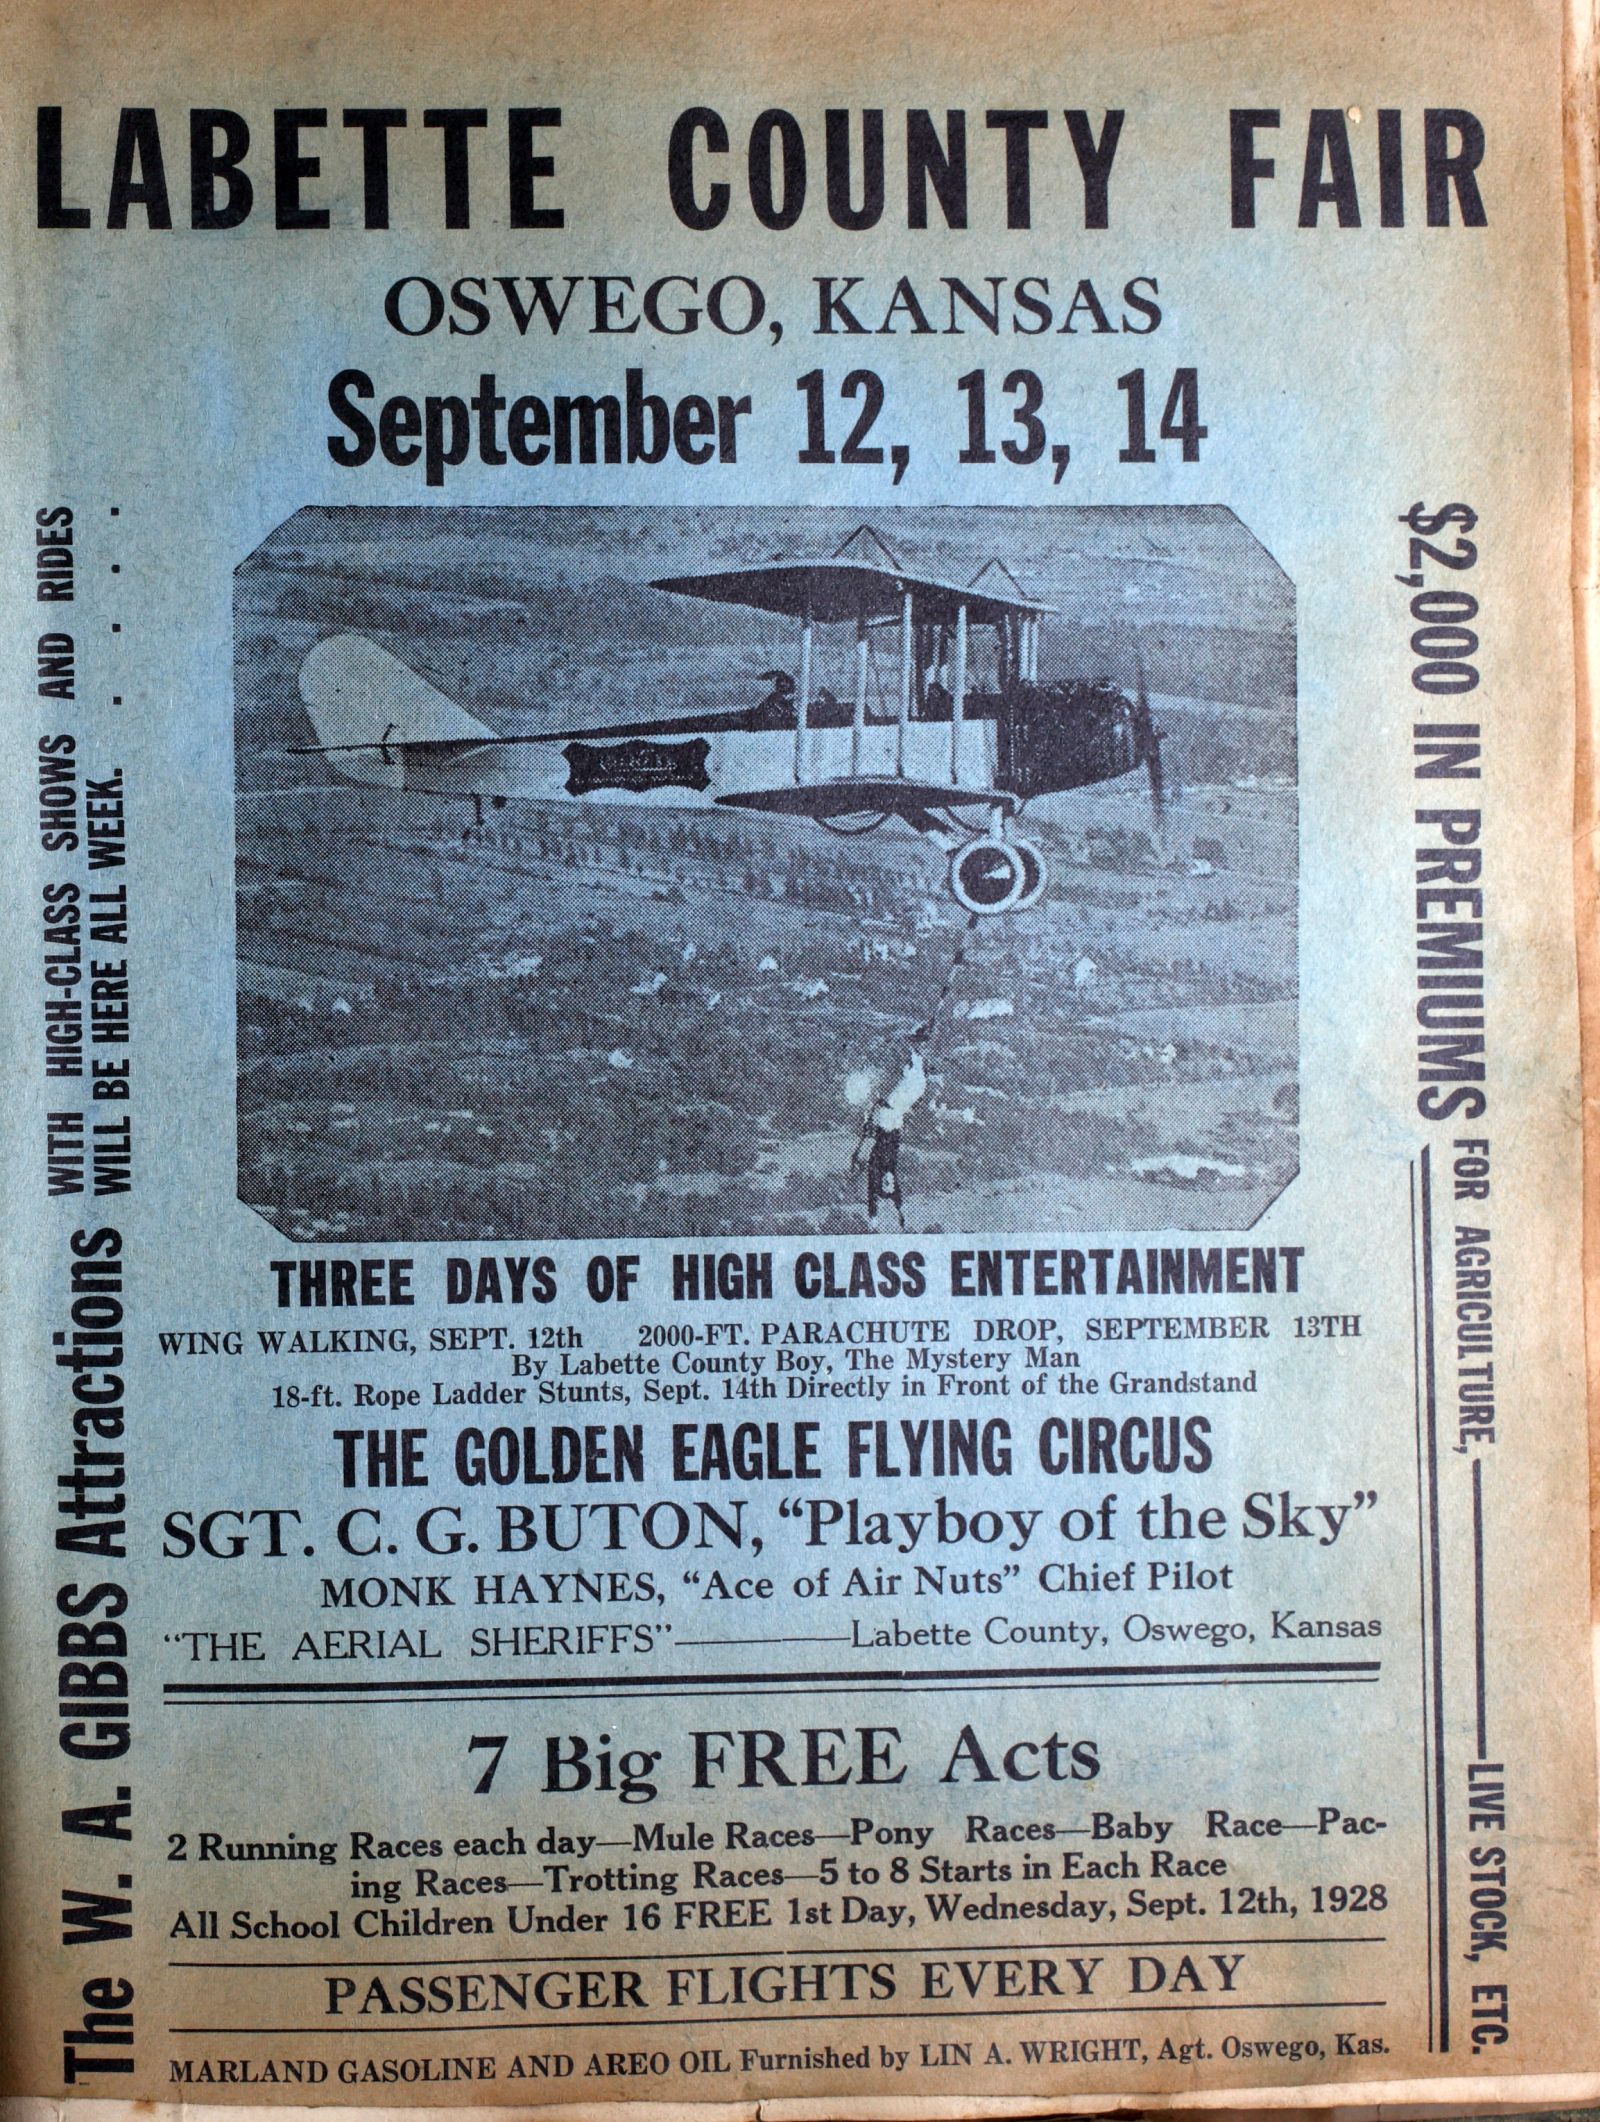 LABETTE COUNTY FAIR
OSWEGO, KANSAS
September 12, 13, 14
The W. A. GIBBS Attractions
WITH HIGH-CLASS SHOWS AND RIDES
WILL BE HERE ALL WEEK. . . . .
$2,000 IN PREMIUMS FOR AGRICULTURE, LIVE STOCK, ETC.
THREE DAYS OF HIGH CLASS ENTERTAINMENT
WING WALKING, SEPT. 12th 2000-FT. PARACHUTE DROP, SEPTEMBER 13TH
By Labette County Boy, The Mystery Man
18-ft. Rope Ladder Stunts, Sept. 14th Directly in Front of the Grandstand
THE GOLDEN EAGLE FLYING CIRCUS
SGT. C. G. BUTON, "Playboy of the Sky"
MONK HAYNES, "Ace of Air Nuts" Chief Pilot
"THE AERIAL SHERIFFS"————Labette County, Oswego, Kansas
7 Big FREE Acts
2 Running Races each day—Mule Races—Pony Races—Baby Race—Pac-
ing Races—Trotting Races—5 to 8 Starts in Each Race
All School Children Under 16 FREE 1st Day, Wednesday, Sept. 12th, 1928
PASSENGER FLIGHTS EVERY DAY
MARLAND GASOLINE AND AREO OIL Furnished by LIN A. WRIGHT, Agt. Oswego, Kas.